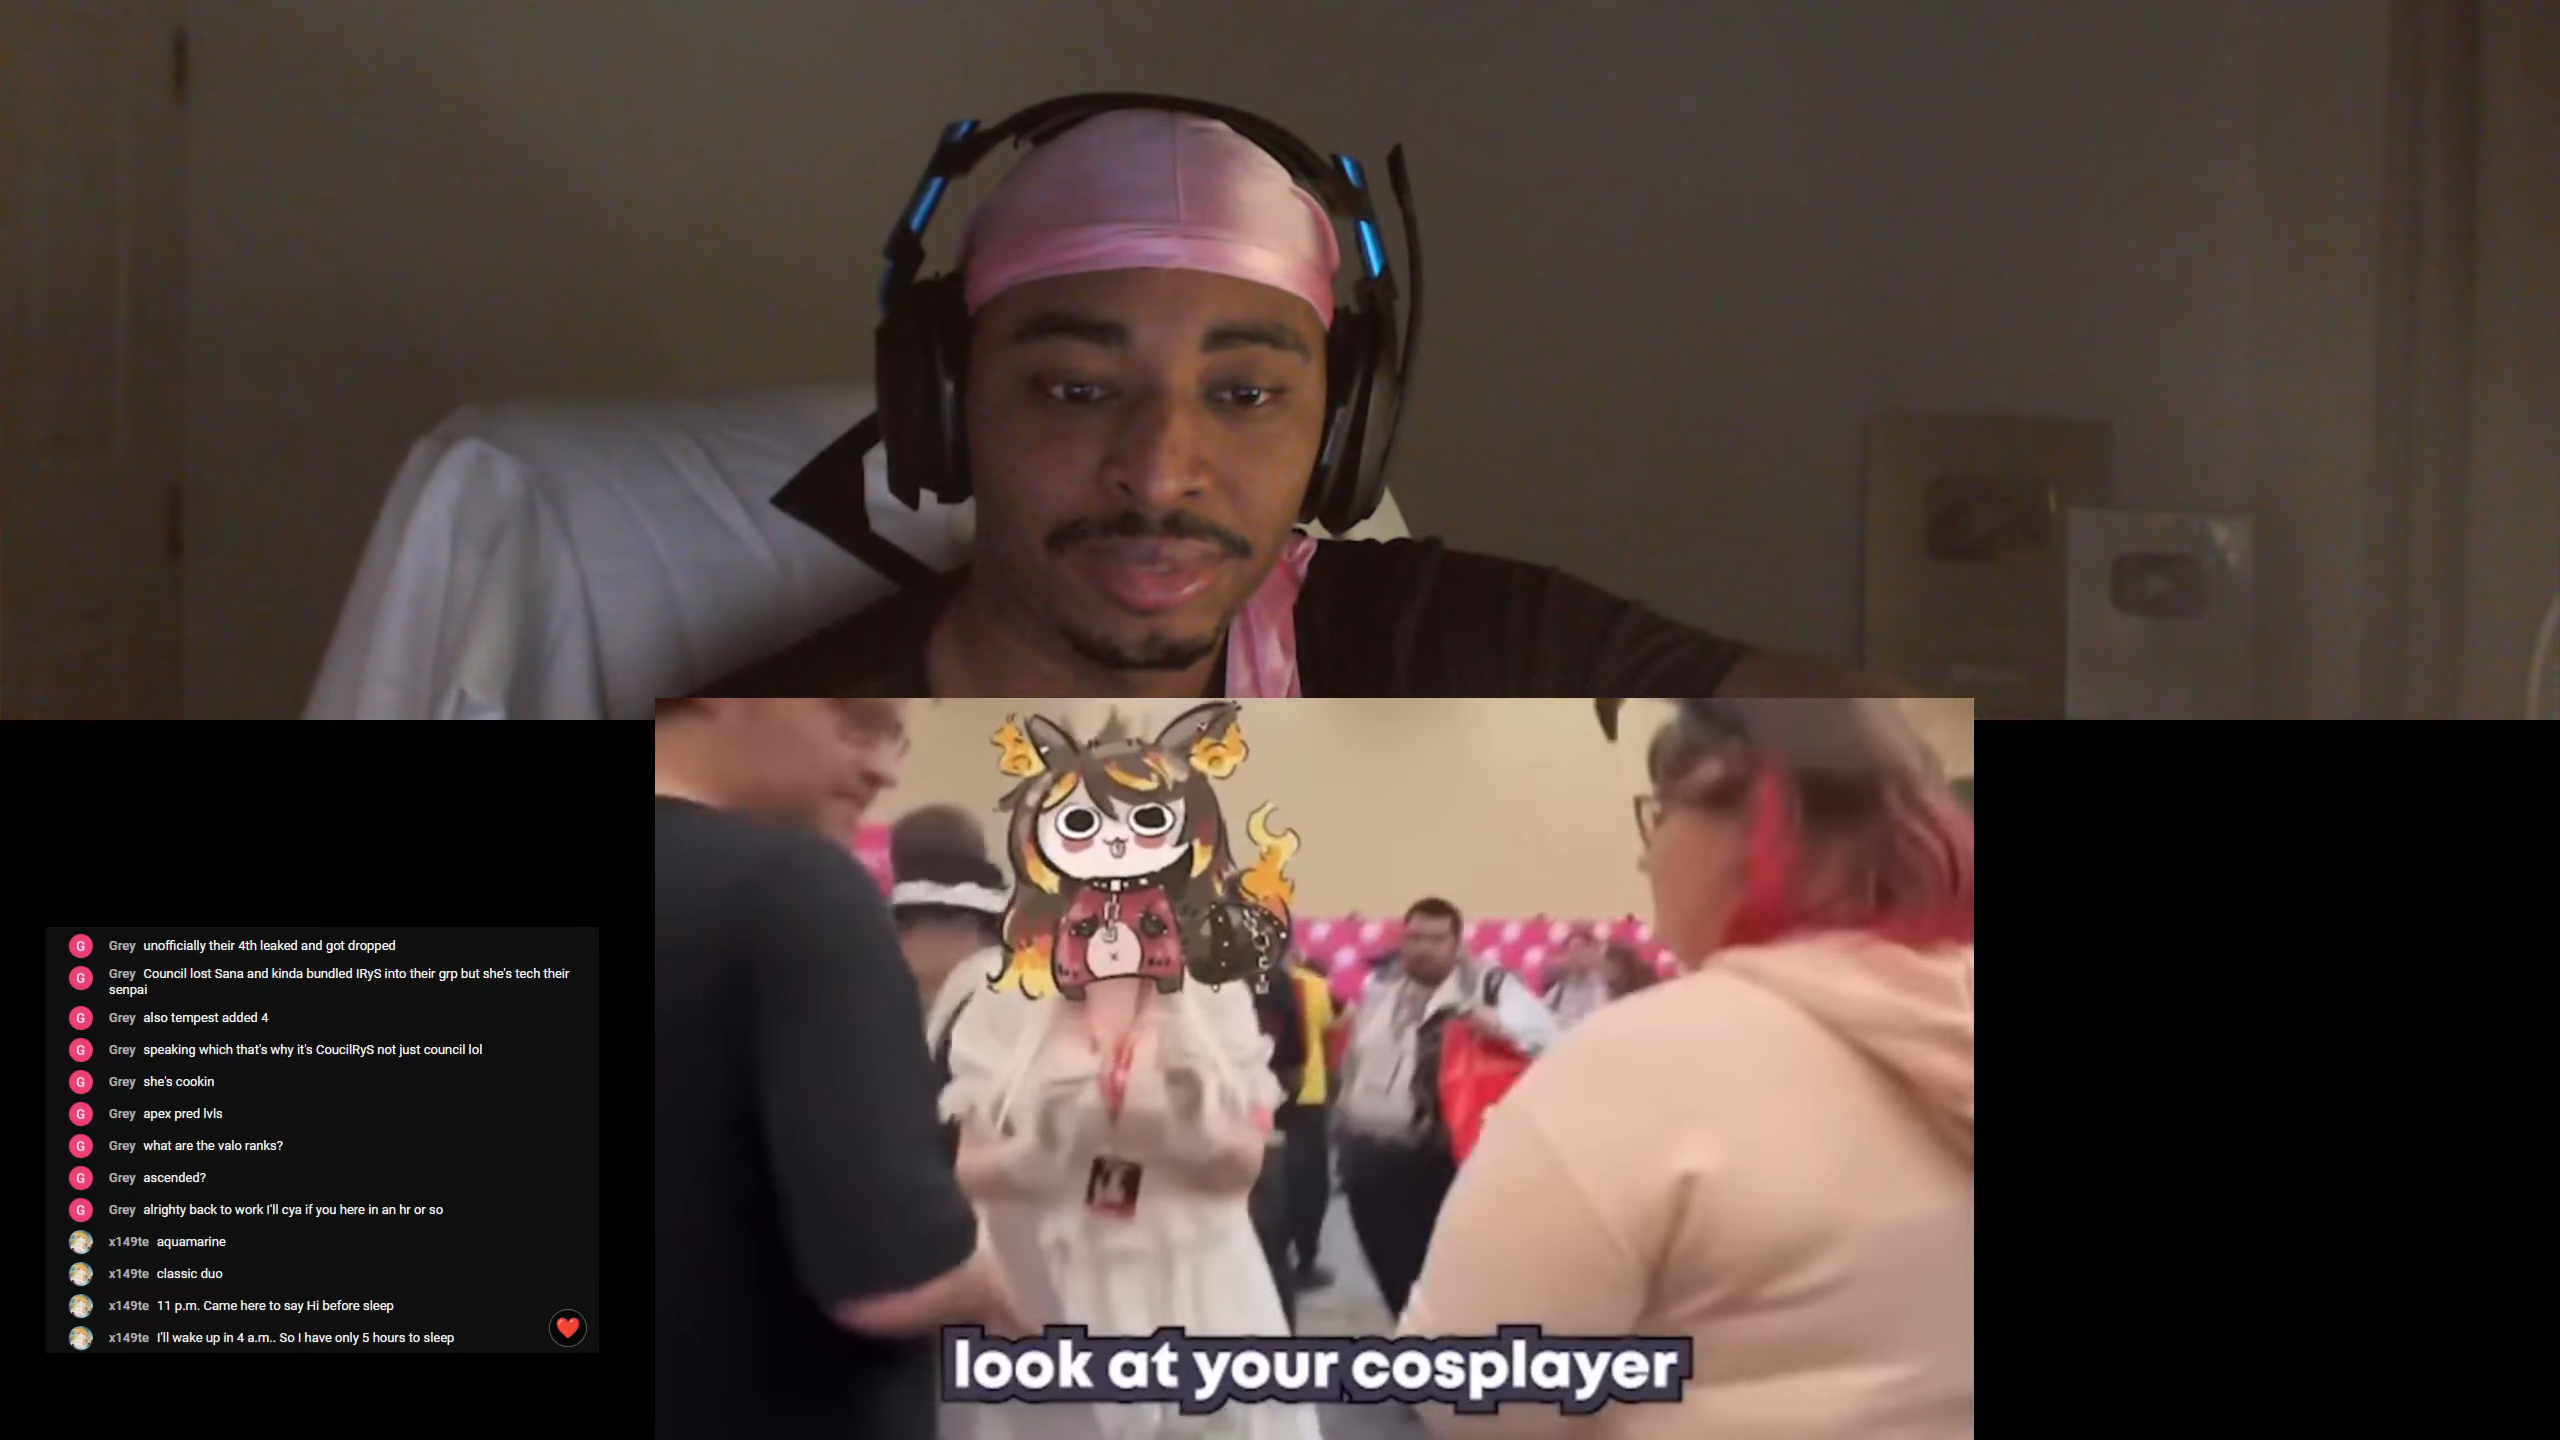 G Grey unofficially their 4th leaked and got dropped
G Grey Council lost Sana and kinda bundled IRyS into their grp but she's tech their
senpai
G Grey also tempest added 4
G Grey speaking which that's why it's CoucilRyS not just council lol
G Grey she's cookin
G Grey apex pred lvls
G Grey what are the valo ranks?
G Grey ascended?
G Grey alrighty back to work I'll cya if you here in an hr or so
x149te aquamarine
x149te classic duo
x149te 11 p.m. Came here to say Hi before sleep
x149te I'll wake up in 4 a.m.. So I have only 5 hours to sleep
look at your cosplayer